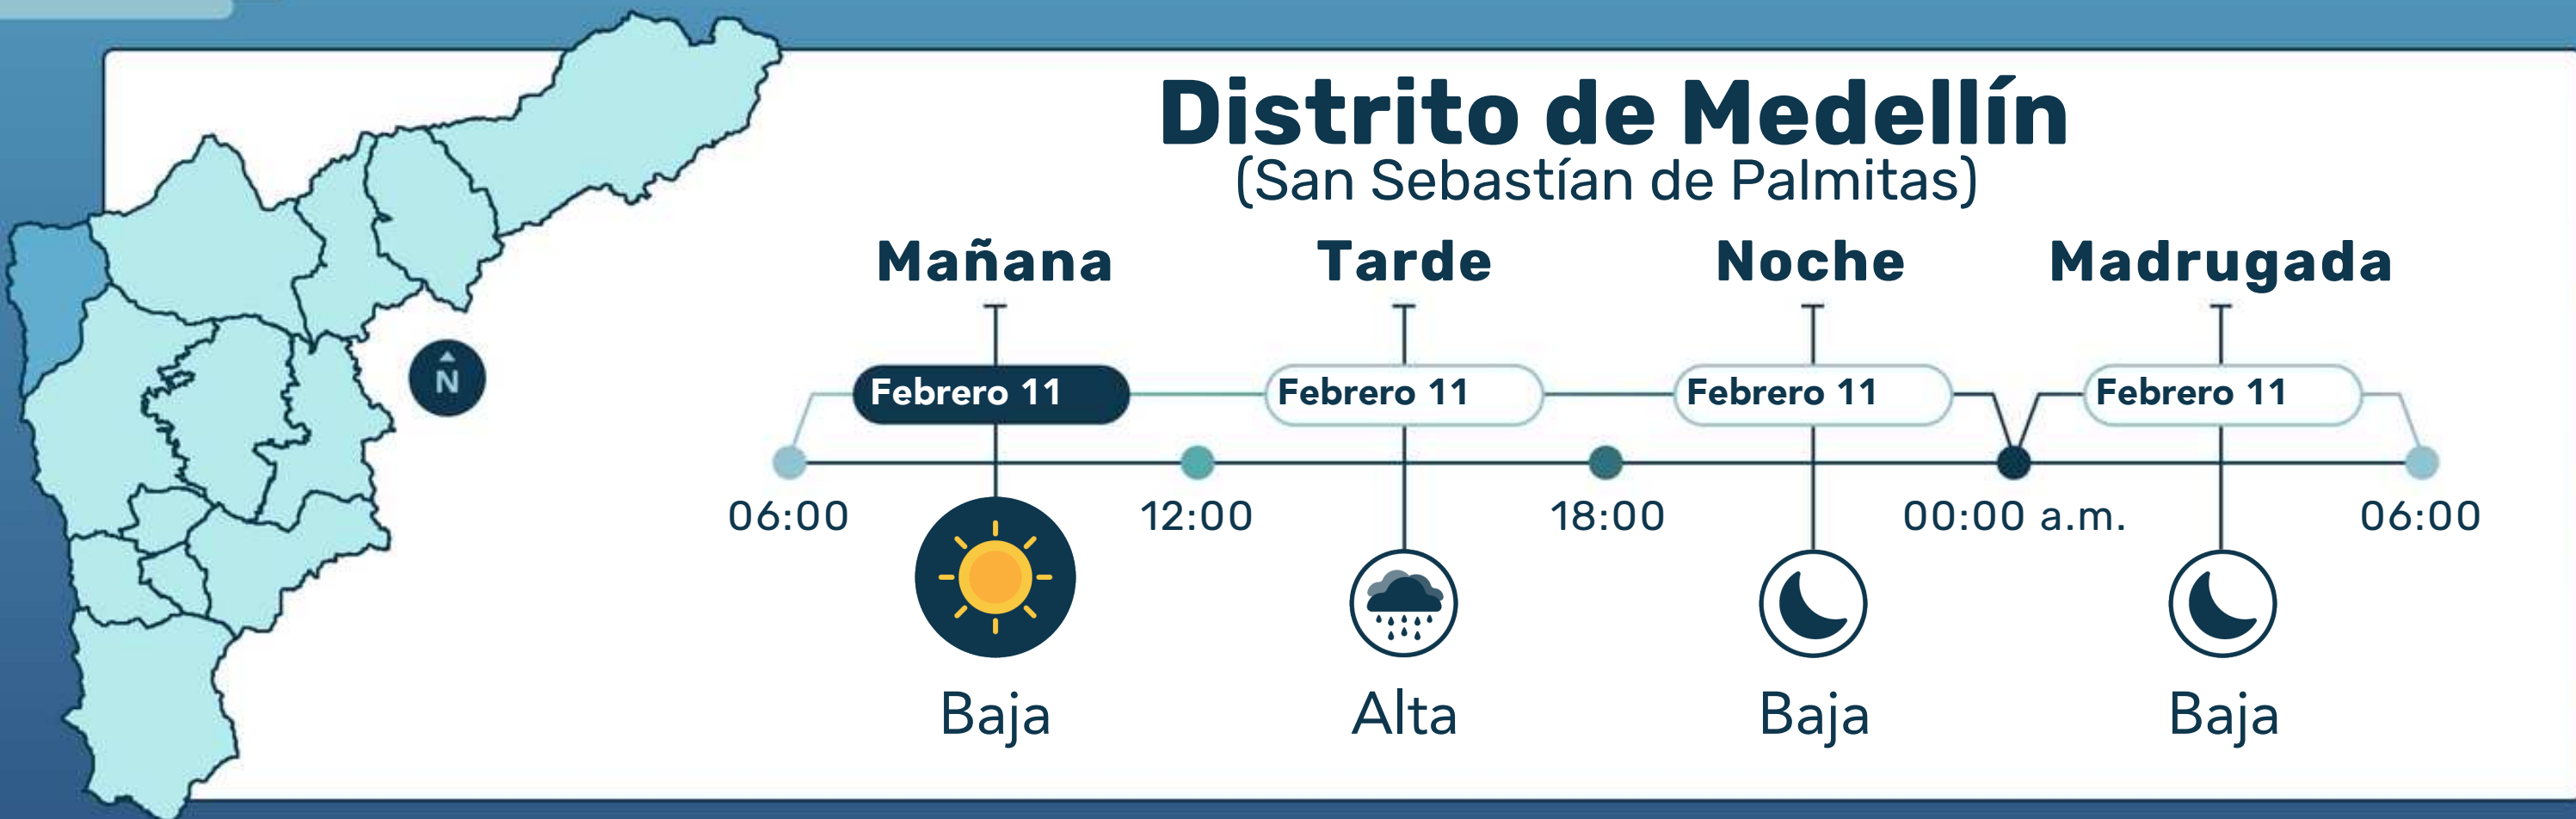 Distrito de Medellín
(San Sebastían de Palmitas)
Mañana Tarde Noche Madrugada
Febrero 11 Febrero 11 Febrero 11 Febrero 11
06:00 12:00 18:00 00:00 a.m. 06:00
N
Baja Alta Baja Baja